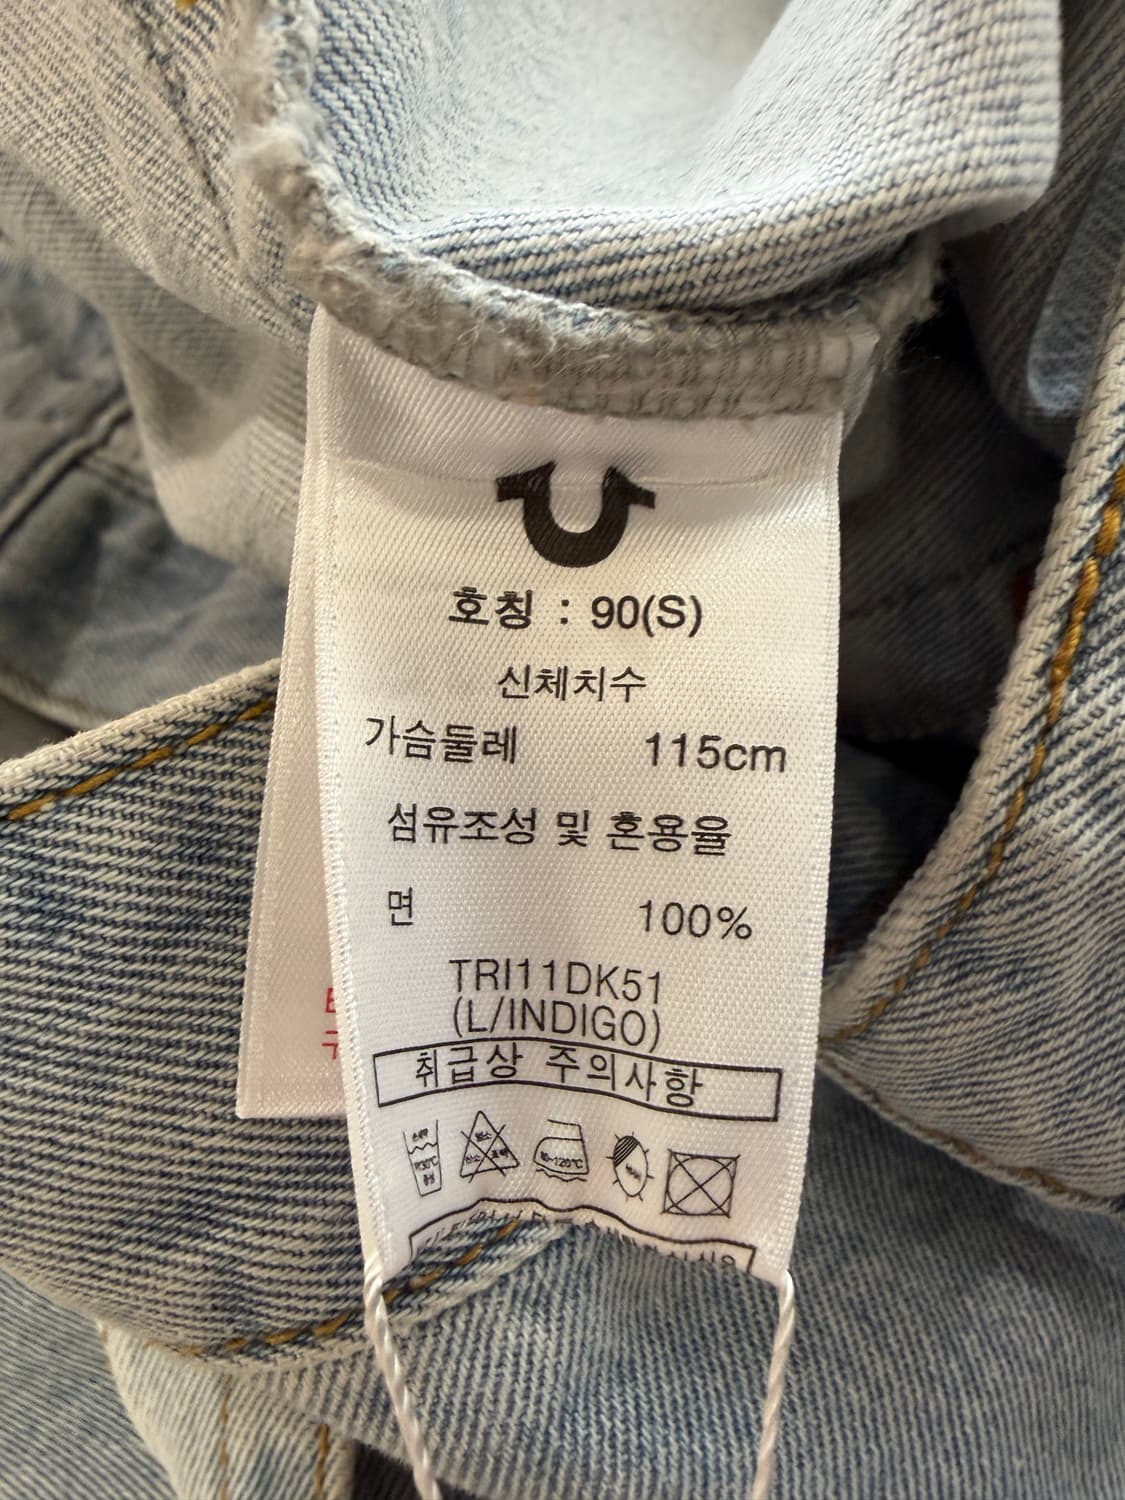 호칭 : 90(S)
신체치수
가슴둘레 115cm
섬유조성 및 혼용율
면 100%
TRI11DK51
(L/INDIGO)
취급상 주의사항